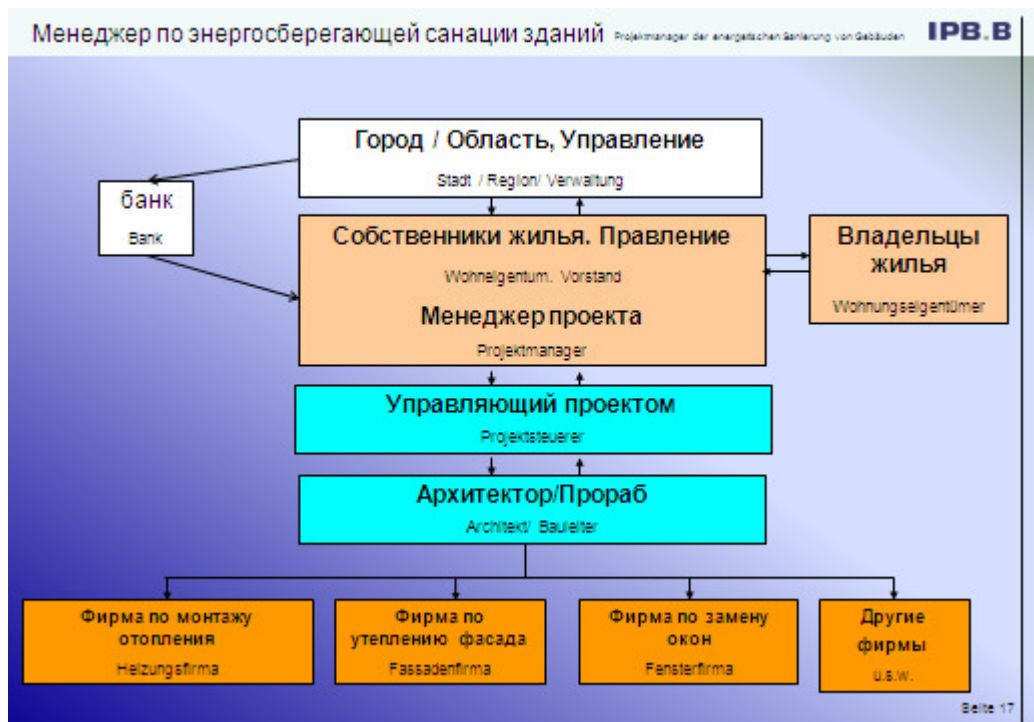 Менеджер по энергосберегающей санации зданий Projektmanager der energetischen Sanierung von Gebäuden IPB.B
Город / Область, Управление
Stadt / Region/ Verwaltung
банк
Bank
Собственники жилья. Правление
Wohneigentum. Vorstand
Менеджер проекта
Projektmanager
Владельцы
жилья
Wohnungseigentümer
Управляющий проектом
Projektsteuerer
Архитектор/Прораб
Architekt/ Bauleiter
Фирма по монтажу
отопления
Heizungsfirma
Фирма по
утеплению фасада
Fassadenfirma
Фирма по замену
окон
Fensterfirma
Другие
фирмы
u.s.w.
Seite 17